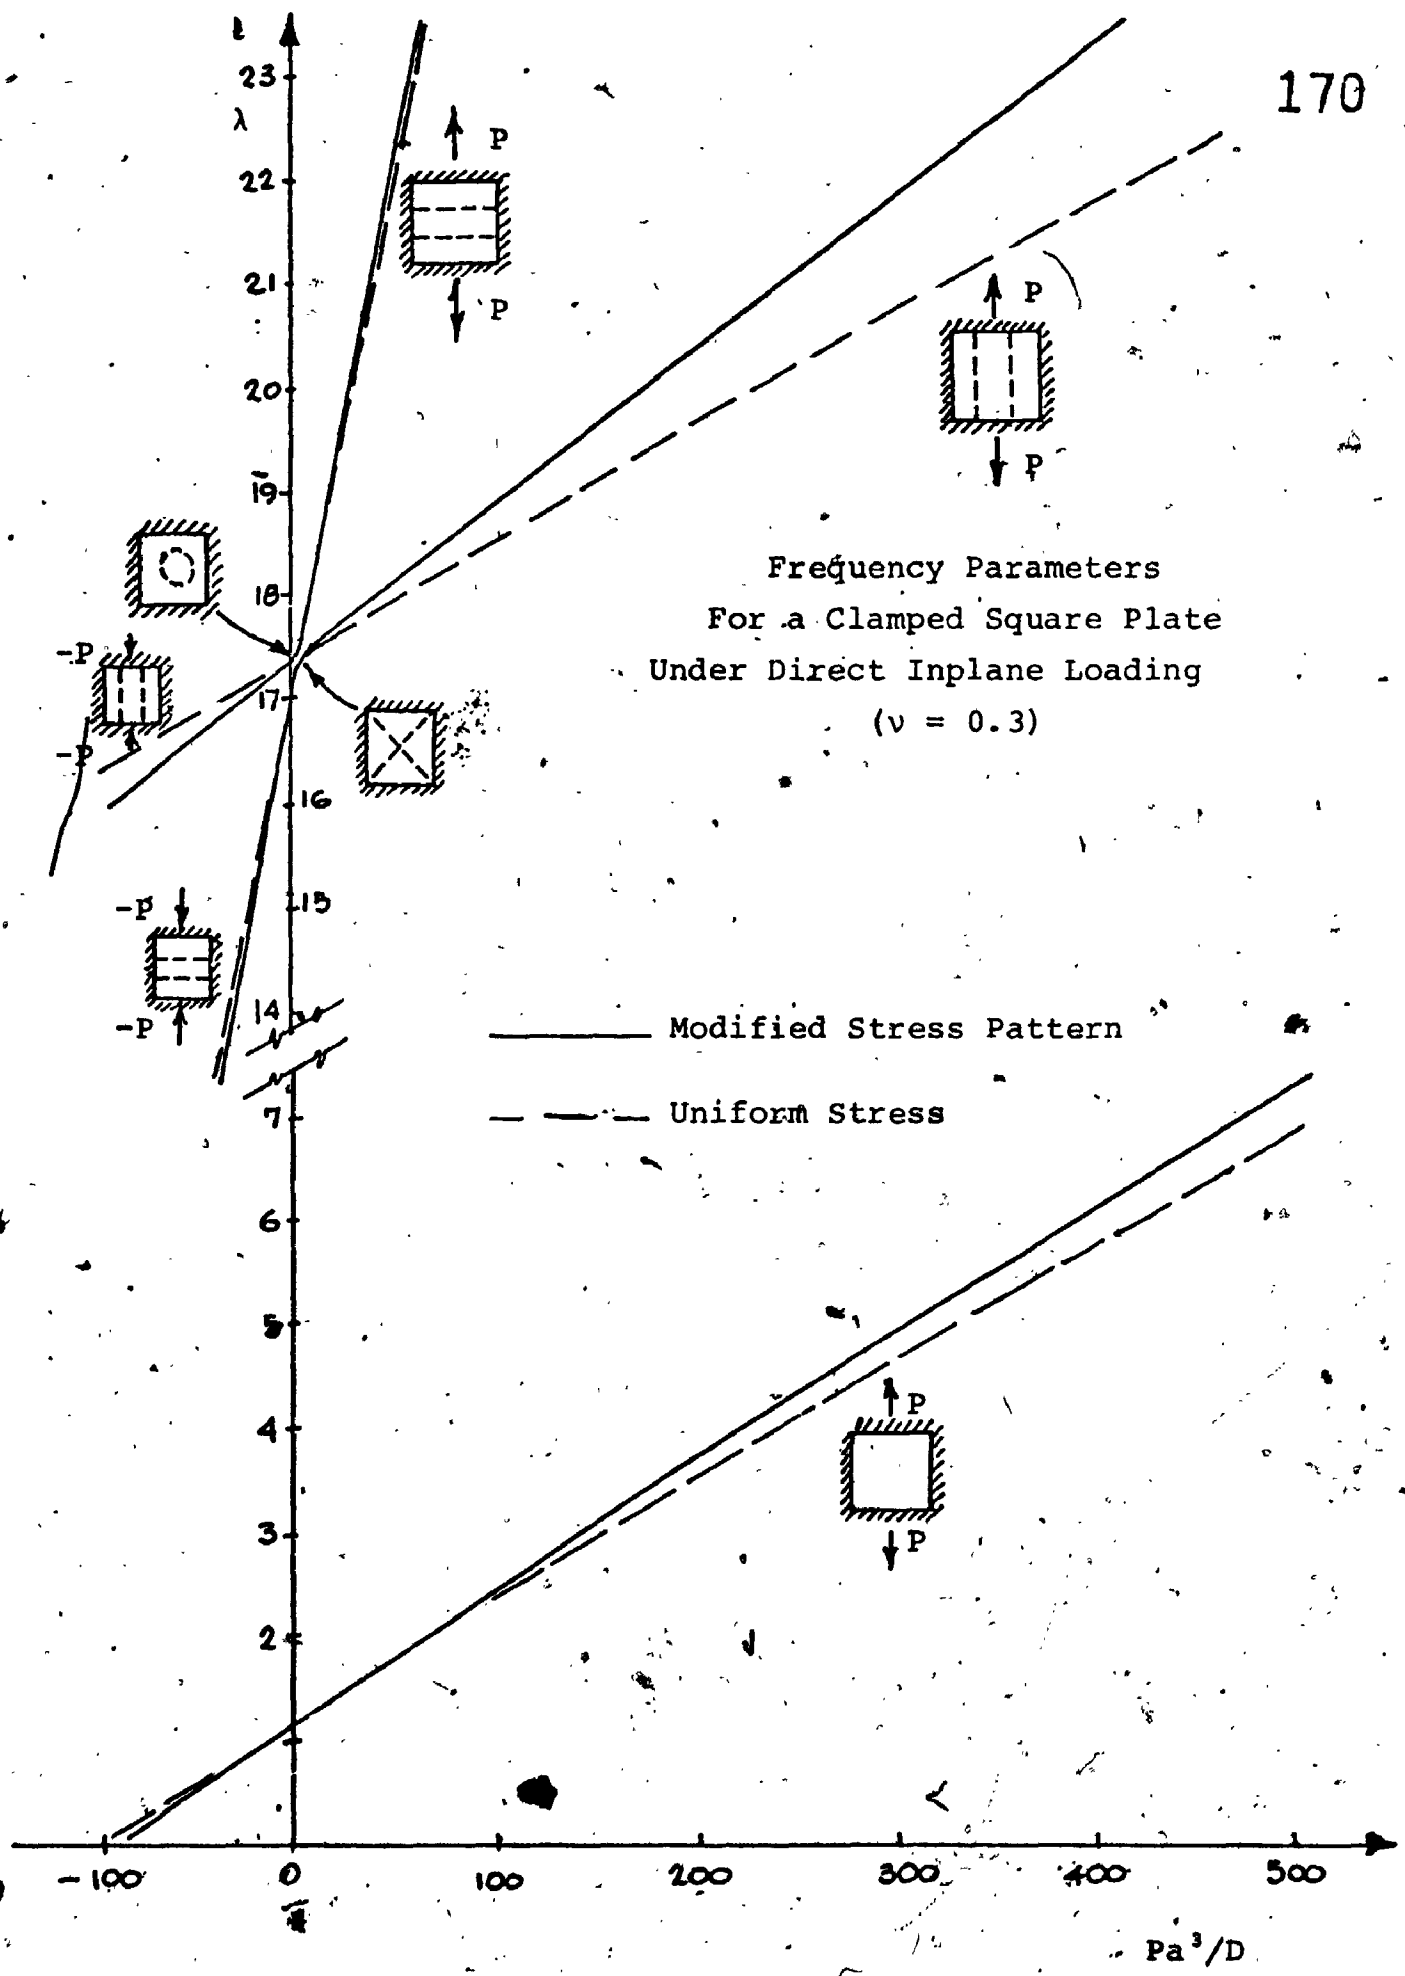 170
23
λ
22
21
20
19
18
17
16
15
14
7
6
5
4
3
2
P
P
P
P
Frequency Parameters
For a Clamped Square Plate
Under Direct Inplane Loading
(ν = 0.3)
-P
-P
-P
-P
Modified Stress Pattern
Uniform Stress
P
P
-100 0 100 200 300 400 500
Pa³/D